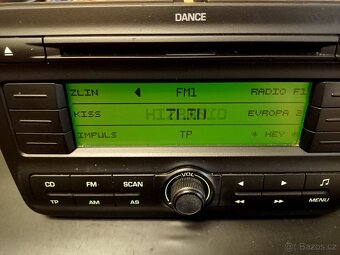 DANCE
ZLIN FM1 RADIO F1
KISS EVROPA 2
IMPULS TP * HEY *
CD FM SCAN VOL
TP AM AS MENU
bazos.cz